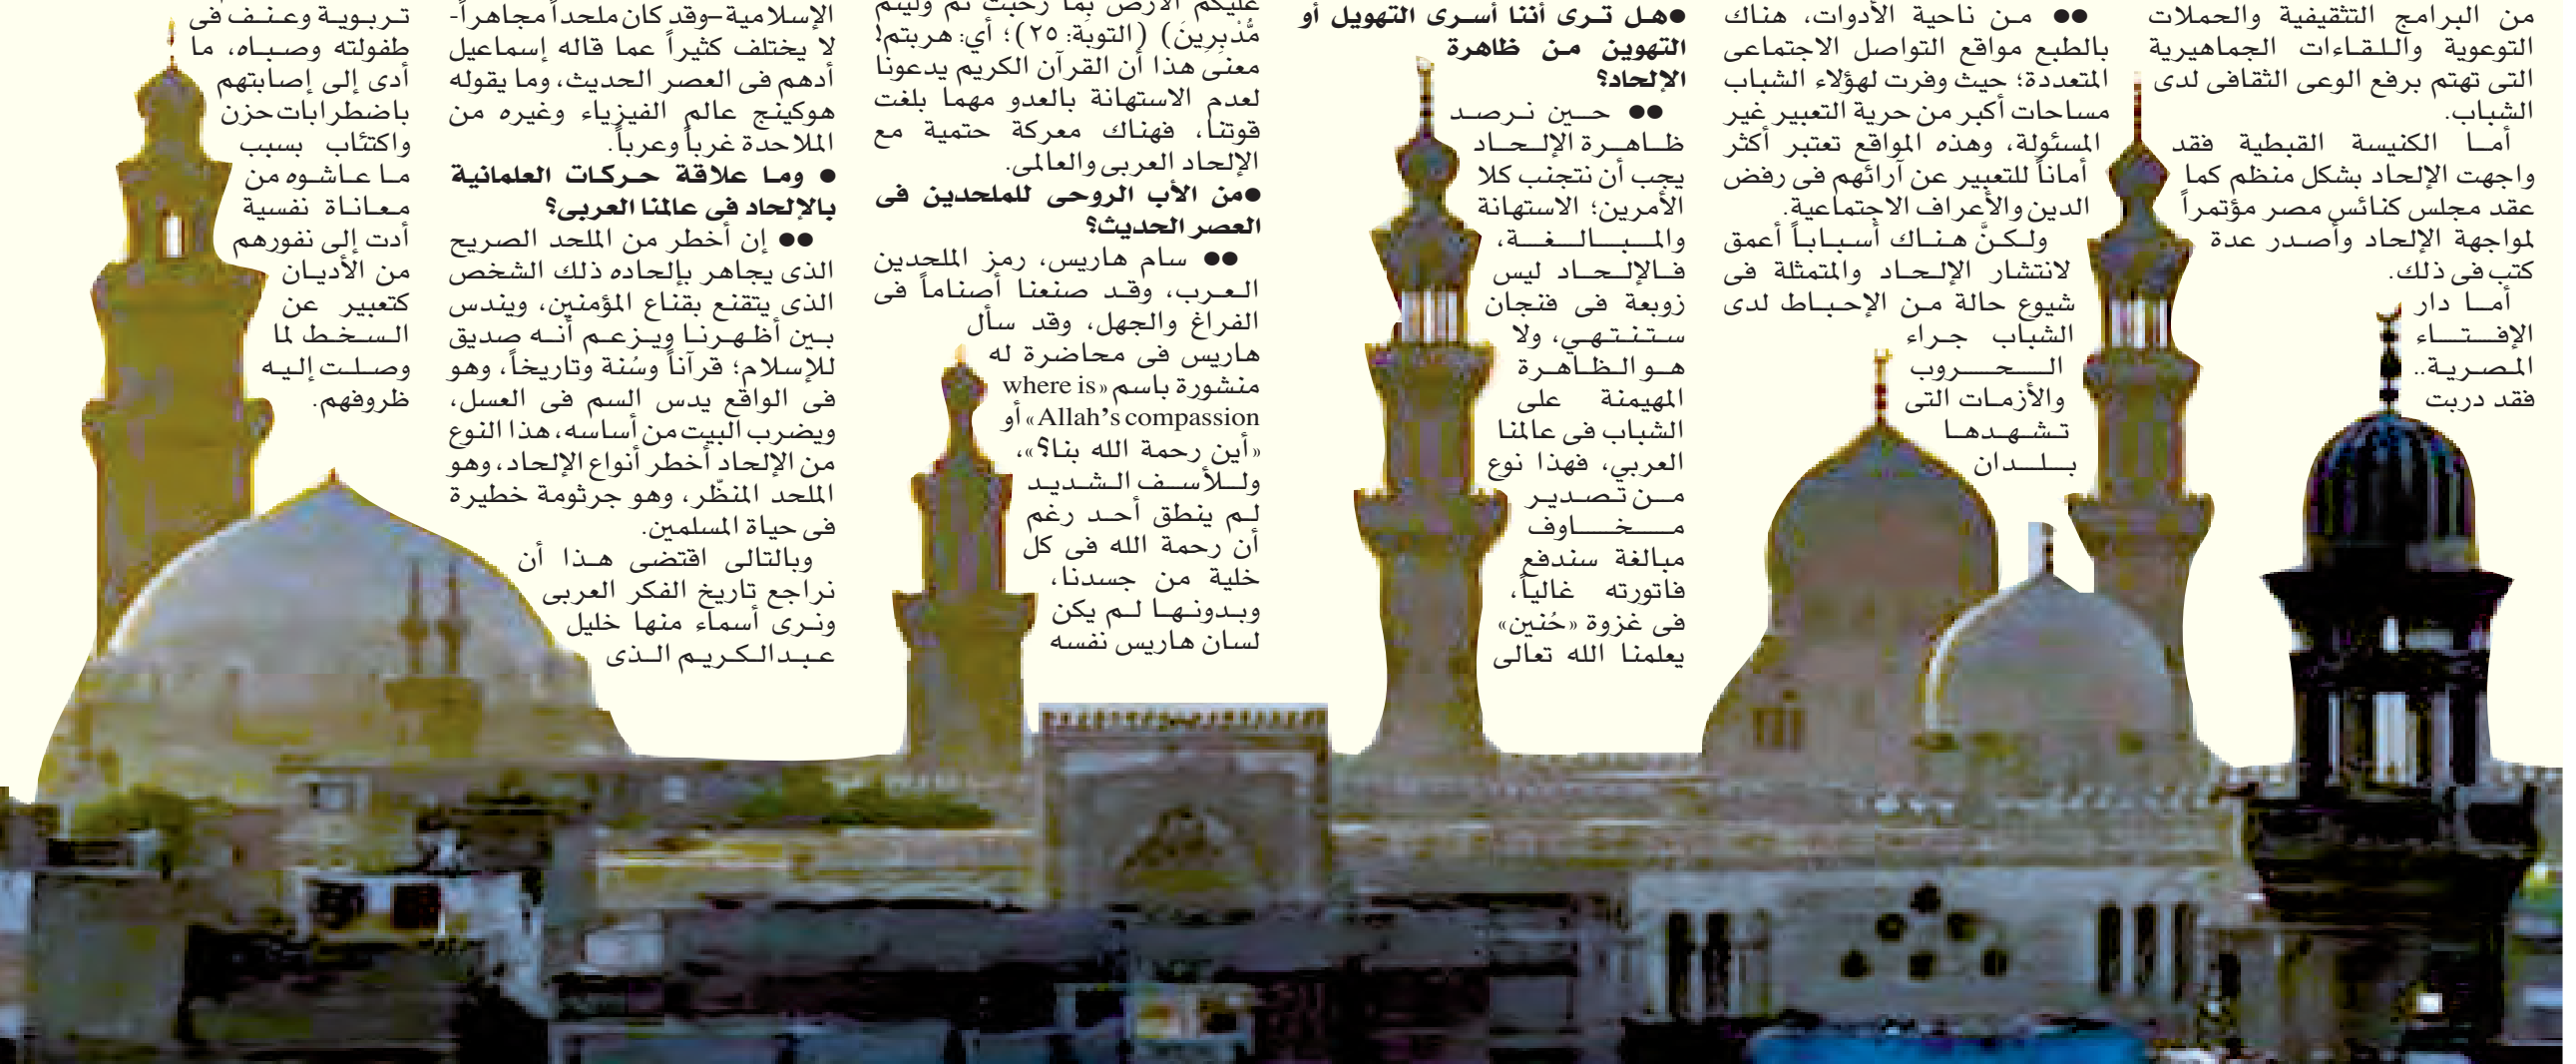 من البرامج التثقيفية والحملات
التوعوية واللقاءات الجماهيرية
التى تهتم برفع الوعى الثقافى لدى
الشباب.
أما الكنيسة القبطية فقد
واجهت الإلحاد بشكل منظم كما
عقد مجلس كنائس مصر مؤتمراً
لمواجهة الإلحاد وأصدر عدة
كتب فى ذلك.
أما دار
الإفتاء
المصرية..
فقد دربت
●● من ناحية الأدوات، هناك
بالطبع مواقع التواصل الاجتماعى
المتعددة؛ حيث وفرت لهؤلاء الشباب
مساحات أكبر من حرية التعبير غير
المسئولة، وهذه المواقع تعتبر أكثر
أماناً للتعبير عن آرائهم فى رفض
الدين والأعراف الاجتماعية.
ولكنَّ هناك أسباباً أعمق
لانتشار الإلحاد والمتمثلة فى
شيوع حالة من الإحباط لدى
الشباب جراء
الحروب
والأزمات التى
تشهدها
بلدان
●هل ترى أننا أسرى التهويل أو
التهوين من ظاهرة
الإلحاد؟
●● حين نرصد
ظاهرة الإلحاد
يجب أن نتجنب كلا
الأمرين؛ الاستهانة
والمبالغة،
فالإلحاد ليس
زوبعة فى فنجان
ستنتهي، ولا
هو الظاهرة
المهيمنة على
الشباب فى عالمنا
العربي، فهذا نوع
من تصدير
مخاوف
مبالغة سندفع
فاتورته غالياً،
فى غزوة «حُنين»
يعلمنا الله تعالى
عليكم الأرض بما رحبت ثم وليتم
مُّدْبِرِينَ) (التوبة: ٢٥)؛ أي: هربتم!
معنى هذا أن القرآن الكريم يدعونا
لعدم الاستهانة بالعدو مهما بلغت
قوتنا، فهناك معركة حتمية مع
الإلحاد العربى والعالمى.
●من الأب الروحى للملحدين فى
العصر الحديث؟
●● سام هاريس، رمز الملحدين
العرب، وقد صنعنا أصناماً فى
الفراغ والجهل، وقد سأل
هاريس فى محاضرة له
منشورة باسم «where is
Allah’s compassion» أو
«أين رحمة الله بنا؟»،
وللأسف الشديد
لم ينطق أحد رغم
أن رحمة الله فى كل
خلية من جسدنا،
وبدونها لم يكن
لسان هاريس نفسه
الإسلامية –وقد كان ملحداً مجاهراً-
لا يختلف كثيراً عما قاله إسماعيل
أدهم فى العصر الحديث، وما يقوله
هوكينج عالم الفيزياء وغيره من
الملاحدة غرباً وعرباً.
● وما علاقة حركات العلمانية
بالإلحاد فى عالمنا العربى؟
●● إن أخطر من الملحد الصريح
الذى يجاهر بإلحاده ذلك الشخص
الذى يتقنع بقناع المؤمنين، ويندس
بين أظهرنا ويزعم أنه صديق
للإسلام؛ قرآناً وسُنة وتاريخاً، وهو
فى الواقع يدس السم فى العسل،
ويضرب البيت من أساسه، هذا النوع
من الإلحاد أخطر أنواع الإلحاد، وهو
الملحد المنظّر، وهو جرثومة خطيرة
فى حياة المسلمين.
وبالتالى اقتضى هذا أن
نراجع تاريخ الفكر العربى
ونرى أسماء منها خليل
عبدالكريم الذى
تربوية وعنف فى
طفولته وصباه، ما
أدى إلى إصابتهم
باضطرابات حزن
واكتئاب بسبب
ما عاشوه من
معاناة نفسية
أدت إلى نفورهم
من الأديان
كتعبير عن
السخط لما
وصلت إليه
ظروفهم.